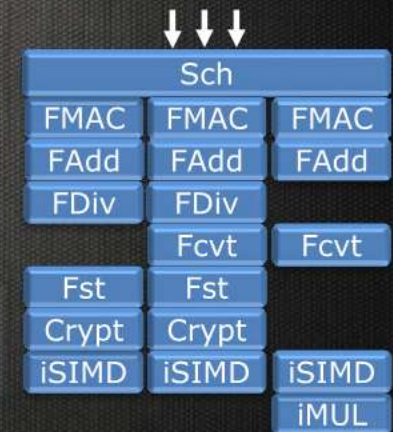 Sch
FMAC FMAC FMAC
FAdd FAdd FAdd
FDiv FDiv
Fcvt Fcvt
Fst Fst
Crypt Crypt
iSIMD iSIMD iSIMD
iMUL